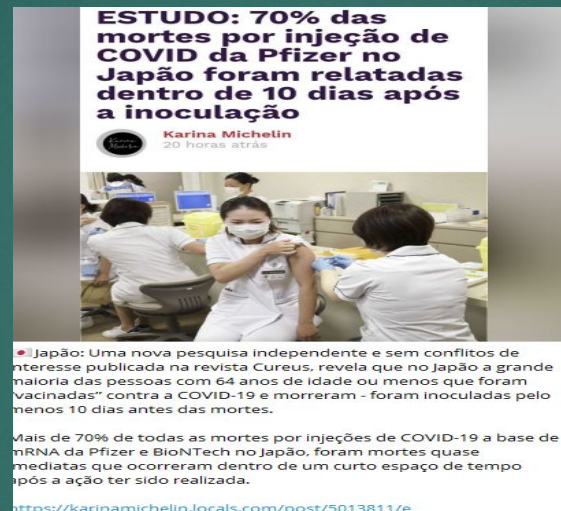 ESTUDO: 70% das
mortes por injeção de
COVID da Pfizer no
Japão foram relatadas
dentro de 10 dias após
a inoculação
Karina Michelin
20 horas atrás
Japão: Uma nova pesquisa independente e sem conflitos de
nteresse publicada na revista Cureus, revela que no Japão a grande
maioria das pessoas com 64 anos de idade ou menos que foram
"vacinadas" contra a COVID-19 e morreram - foram inoculadas pelo
menos 10 dias antes das mortes.
Mais de 70% de todas as mortes por injeções de COVID-19 a base de
mRNA da Pfizer e BioNTech no Japão, foram mortes quase
mediatas que ocorreram dentro de um curto espaço de tempo
após a ação ter sido realizada.
https://karinamichelin.locals.com/post/5013811/e